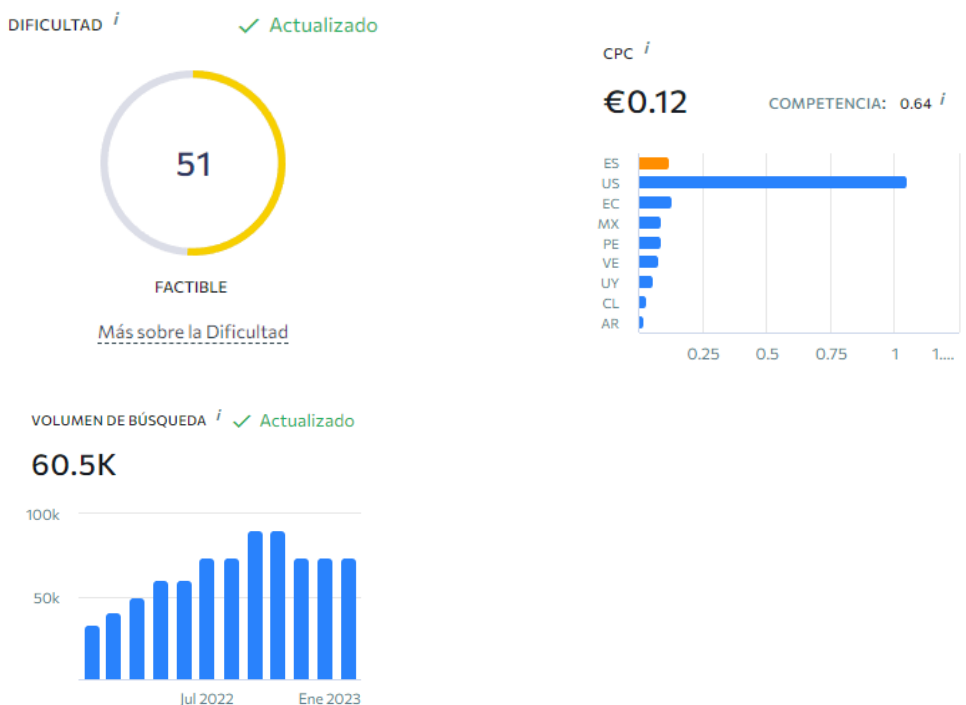 DIFICULTAD i ✓ Actualizado
51
FACTIBLE
Más sobre la Dificultad
CPC i
€0.12 COMPETENCIA: 0.64 i
ES
US
EC
MX
PE
VE
UY
CL
AR
0.25 0.5 0.75 1 1....
VOLUMEN DE BÚSQUEDA i ✓ Actualizado
60.5K
100k
50k
Jul 2022 Ene 2023